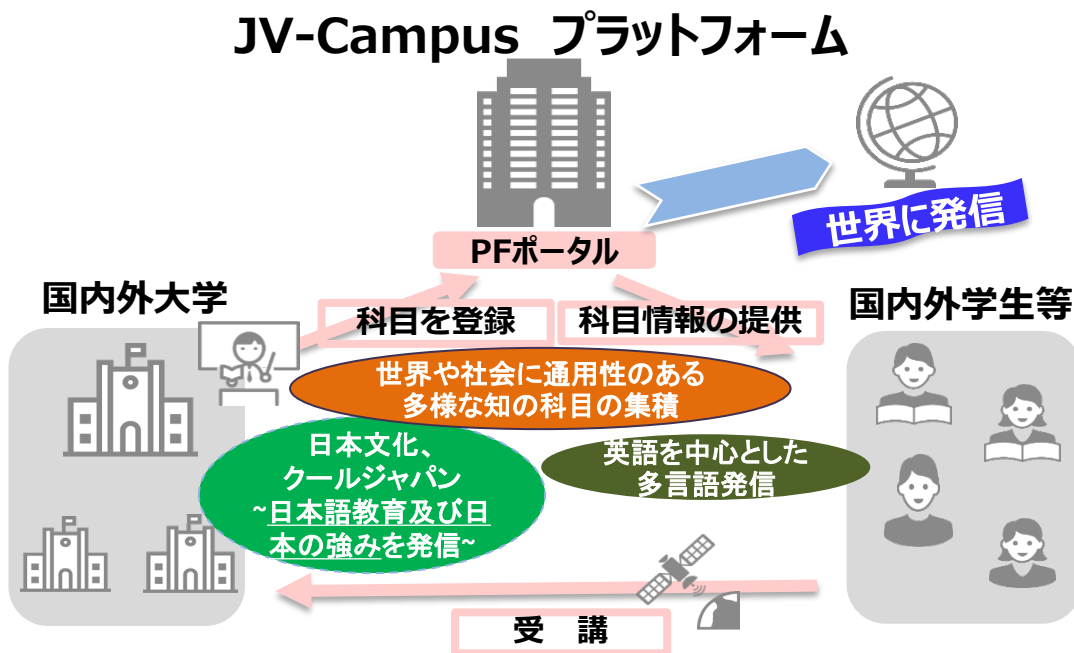 JV-Campus プラットフォーム
世界に発信
PFポータル
国内外大学
科目を登録
科目情報の提供
国内外学生等
世界や社会に通用性のある
多様な知の科目の集積
日本文化、
クールジャパン
~日本語教育及び日
本の強みを発信~
英語を中心とした
多言語発信
受　講